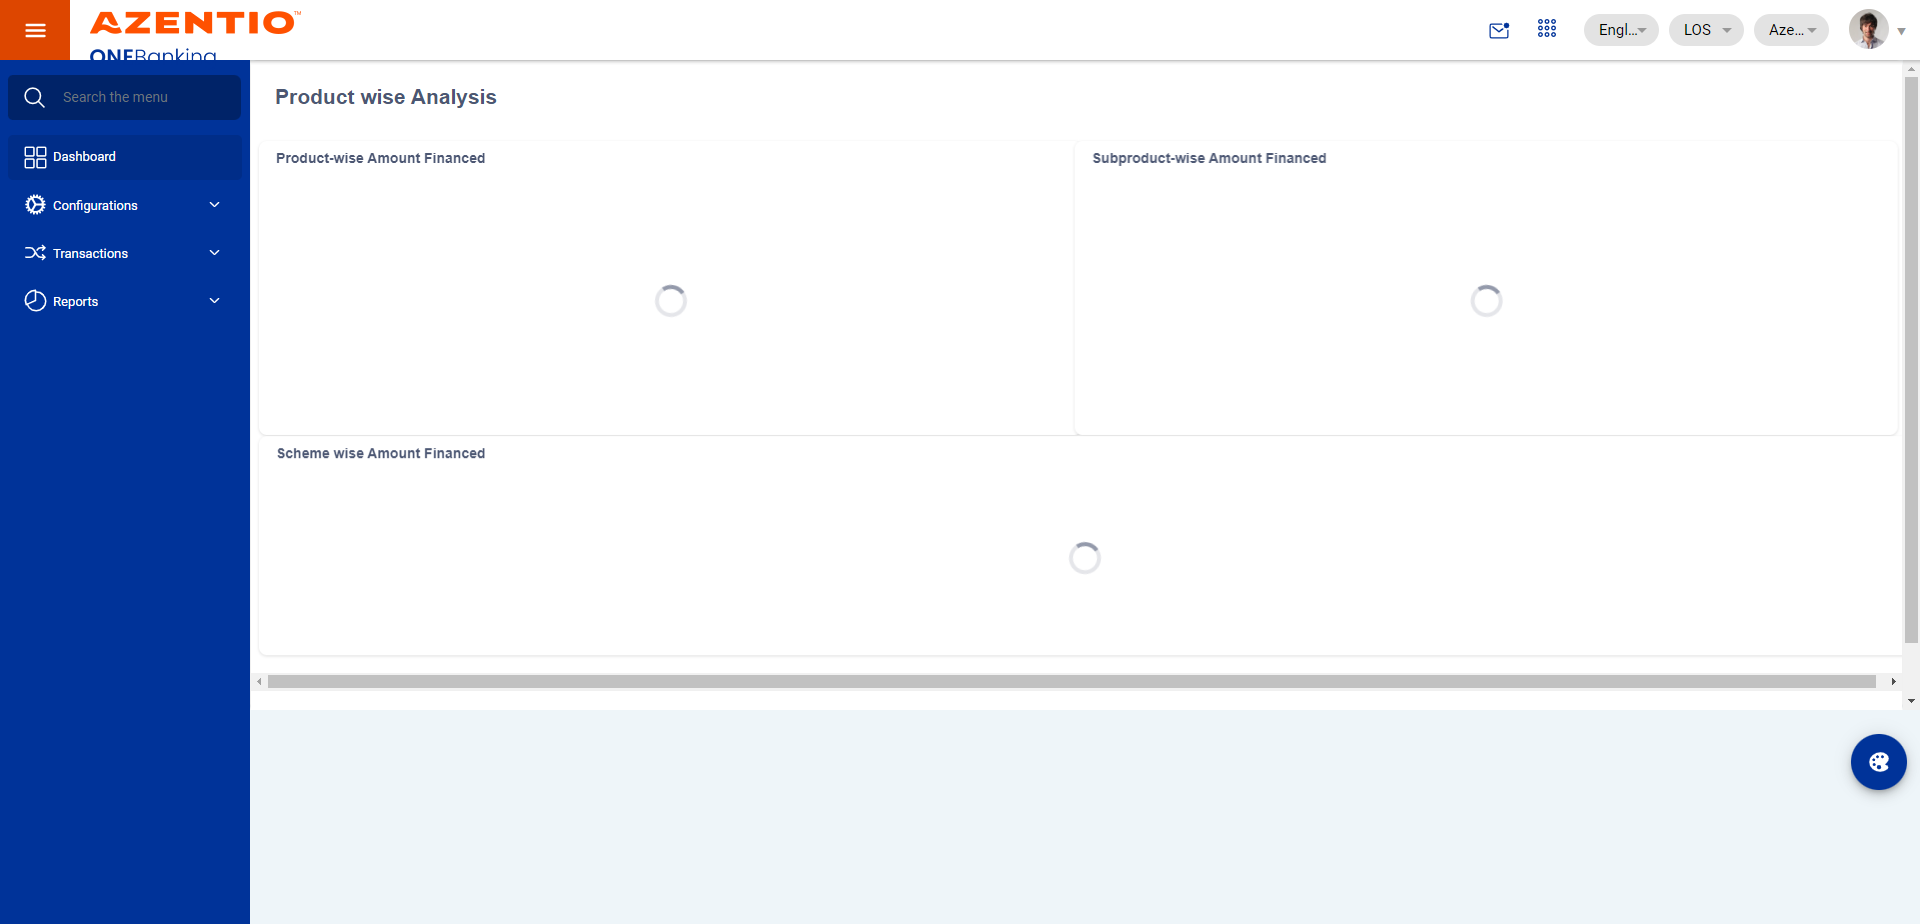 AZENTIO™
ONEBanking
Engl...
LOS
Aze...
Search the menu
Dashboard
Configurations
Transactions
Reports
Product wise Analysis
Product-wise Amount Financed
Subproduct-wise Amount Financed
Scheme wise Amount Financed